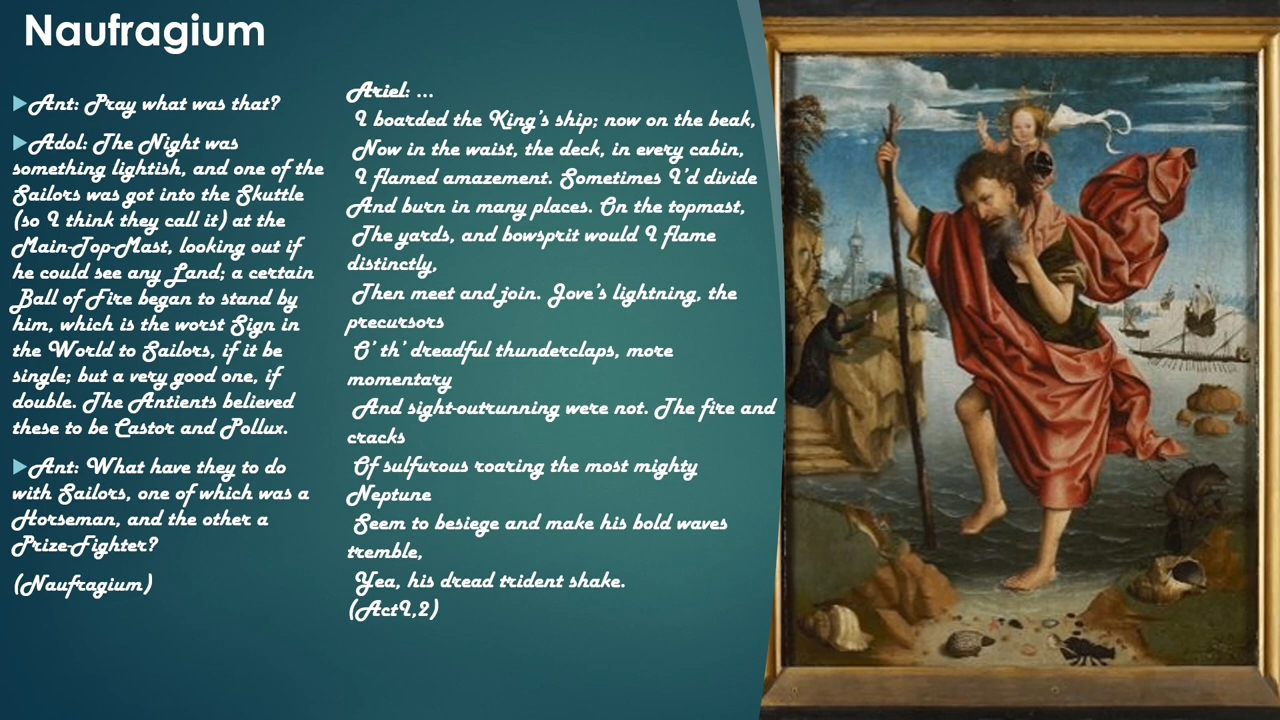 Naufragium
Ant: Pray what was that?
Adol: The Night was
something lightish, and one of the
Sailors was got into the Skuttle
(so I think they call it) at the
Main-Top-Mast, looking out if
he could see any Land; a certain
Ball of Fire began to stand by
him, which is the worst Sign in
the World to Sailors, if it be
single; but a very good one, if
double. The Antients believed
these to be Castor and Pollux.
Ant: What have they to do
with Sailors, one of which was a
Horseman, and the other a
Prize-Fighter?
(Naufragium)
Ariel: ...
I boarded the King's ship; now on the beak,
Now in the waist, the deck, in every cabin,
I flamed amazement. Sometimes I'd divide
And burn in many places. On the topmast,
The yards, and bowsprit would I flame
distinctly,
Then meet and join. Jove's lightning, the
precursors
O' th' dreadful thunderclaps, more
momentary
And sight-outrunning were not. The fire and
cracks
Of sulfurous roaring the most mighty
Neptune
Seem to besiege and make his bold waves
tremble,
Yea, his dread trident shake.
(ActI,2)